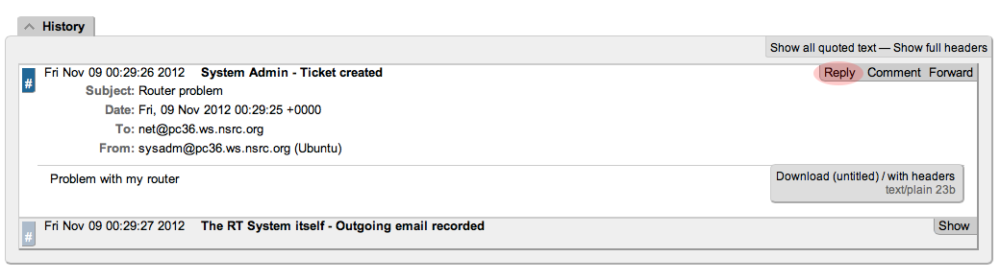 History
Show all quoted text — Show full headers
# Fri Nov 09 00:29:26 2012 System Admin - Ticket created Reply Comment Forward
Subject: Router problem
Date: Fri, 09 Nov 2012 00:29:25 +0000
To: net@pc36.ws.nsrc.org
From: sysadm@pc36.ws.nsrc.org (Ubuntu)
Problem with my router Download (untitled) / with headers
text/plain 23b
# Fri Nov 09 00:29:27 2012 The RT System itself - Outgoing email recorded Show